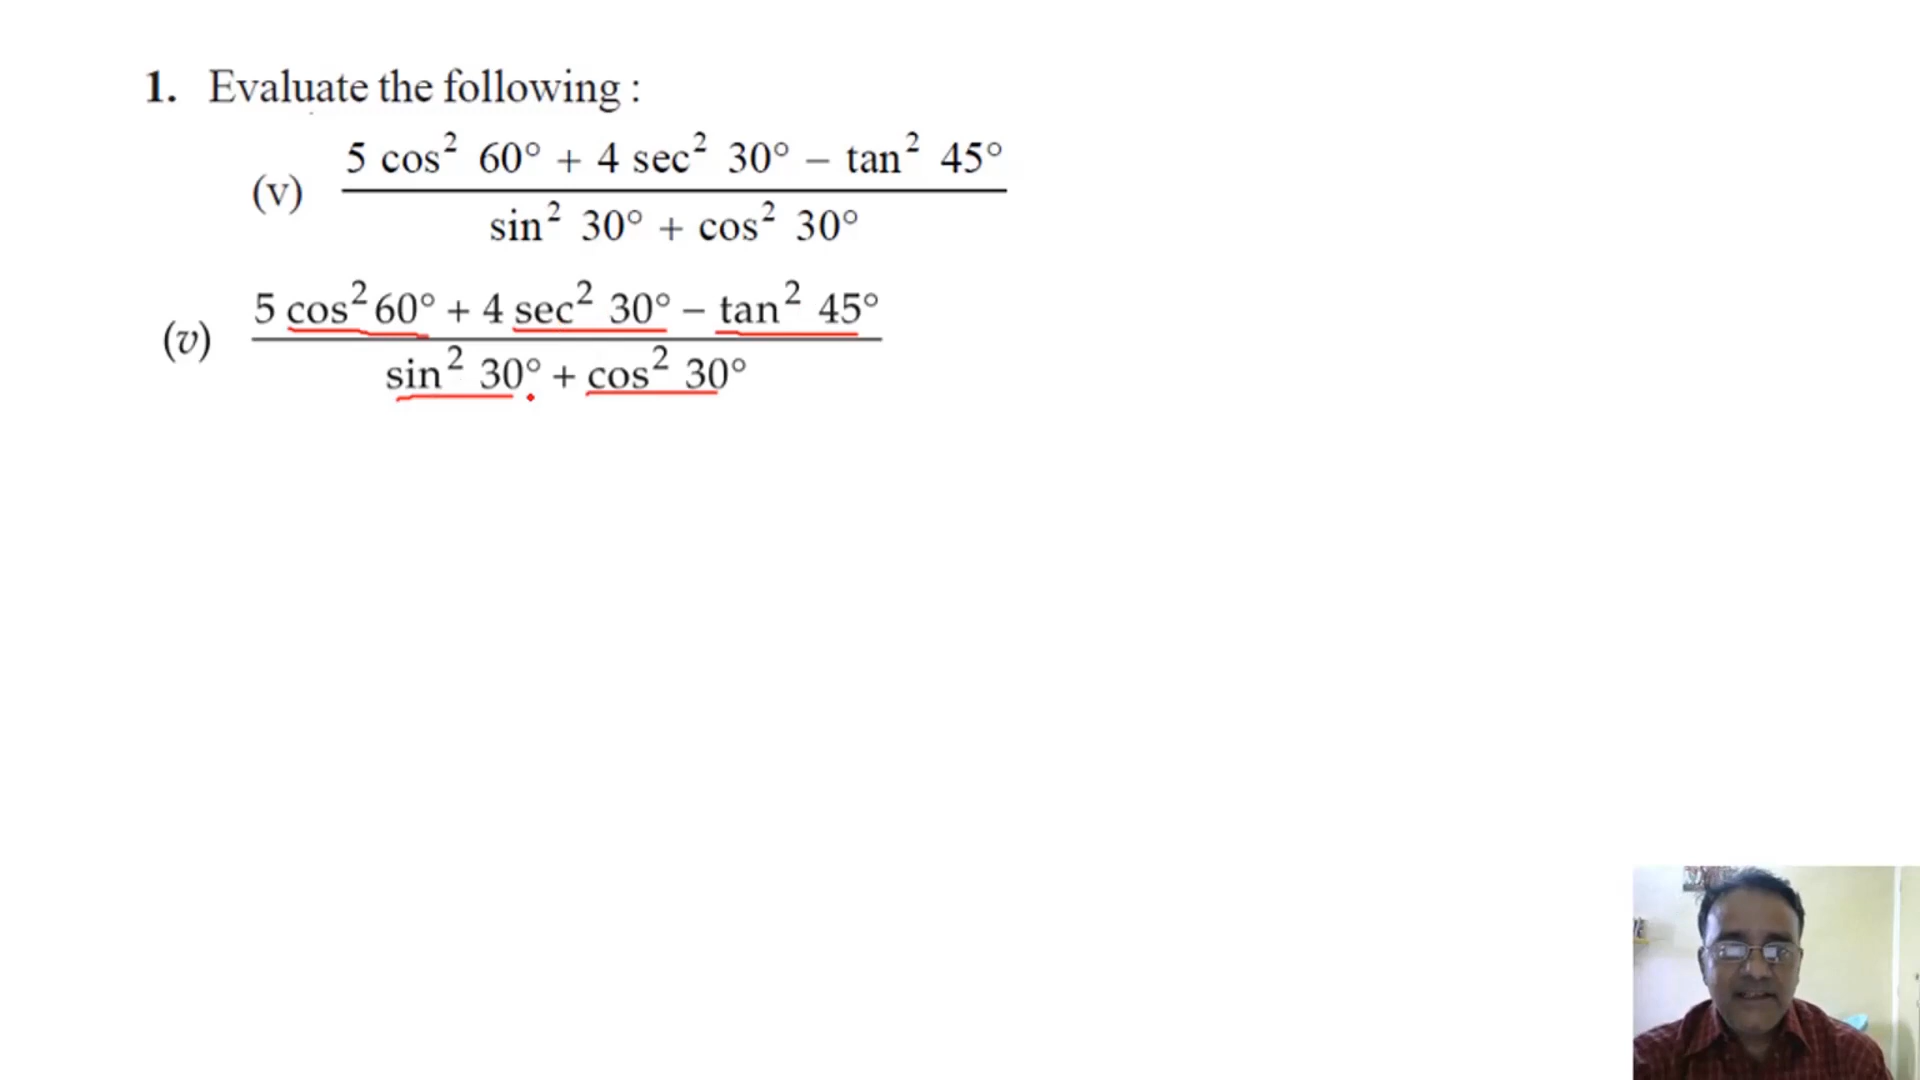 1. Evaluate the following :
(v) 5 cos² 60° + 4 sec² 30° – tan² 45°
sin² 30° + cos² 30°
(v) 5 cos² 60° + 4 sec² 30° – tan² 45°
sin² 30° + cos² 30°